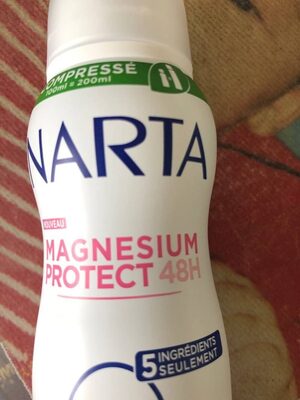 COMPRESSÉ
100ml = 200ml
NARTA
NOUVEAU
MAGNESIUM
PROTECT 48H
5 INGRÉDIENTS
SEULEMENT